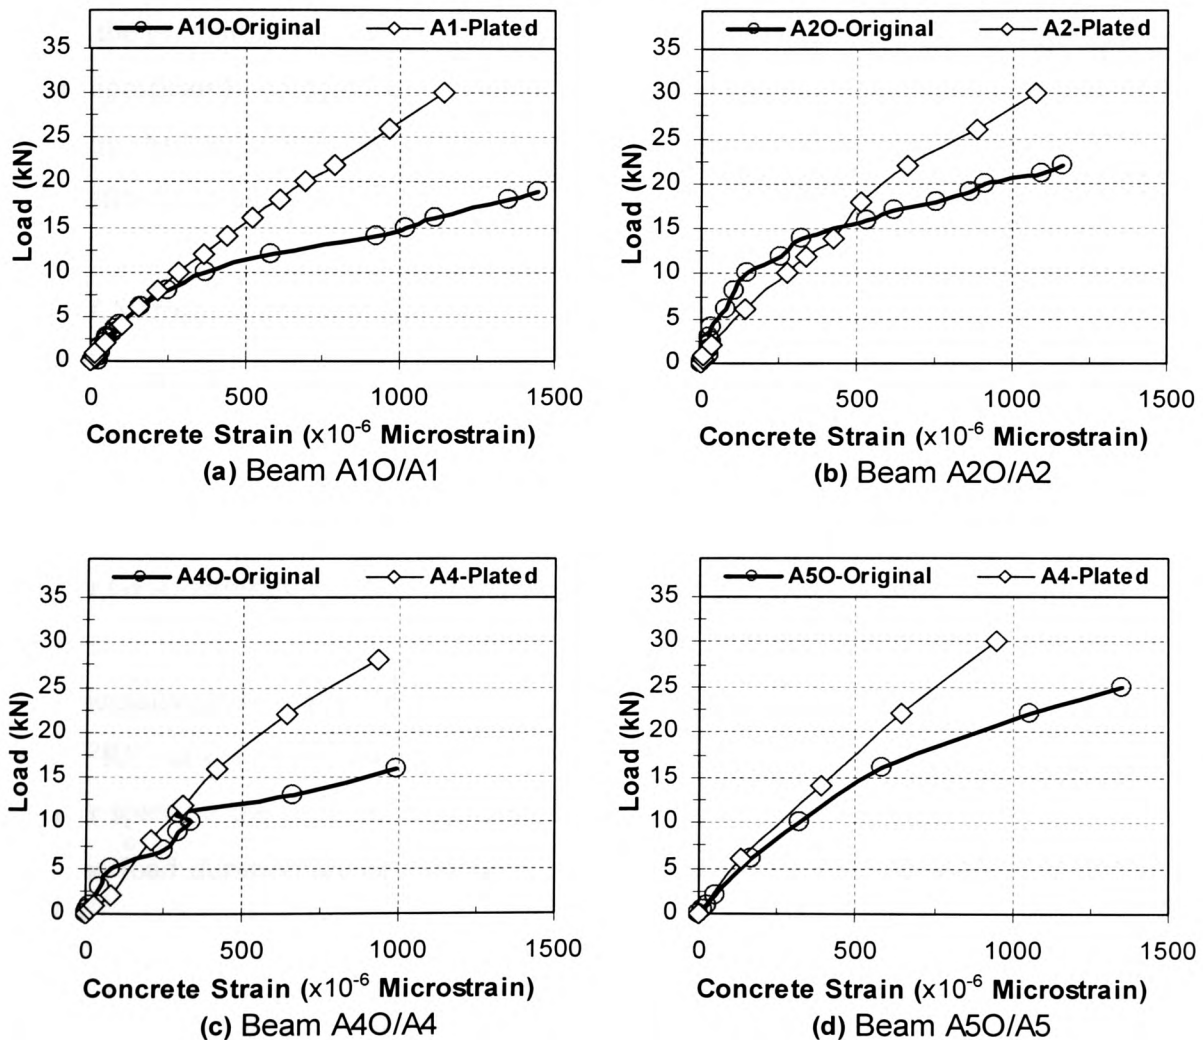 A1O-Original A1-Plated
35
30
25
20
15
10
5
0
Load (kN)
0 500 1000 1500
Concrete Strain (x10-6 Microstrain)
(a) Beam A1O/A1
A2O-Original A2-Plated
35
30
25
20
15
10
5
0
Load (kN)
0 500 1000 1500
Concrete Strain (x10-6 Microstrain)
(b) Beam A2O/A2
A4O-Original A4-Plated
35
30
25
20
15
10
5
0
Load (kN)
0 500 1000 1500
Concrete Strain (x10-6 Microstrain)
(c) Beam A4O/A4
A5O-Original A4-Plated
35
30
25
20
15
10
5
0
Load (kN)
0 500 1000 1500
Concrete Strain (x10-6 Microstrain)
(d) Beam A5O/A5